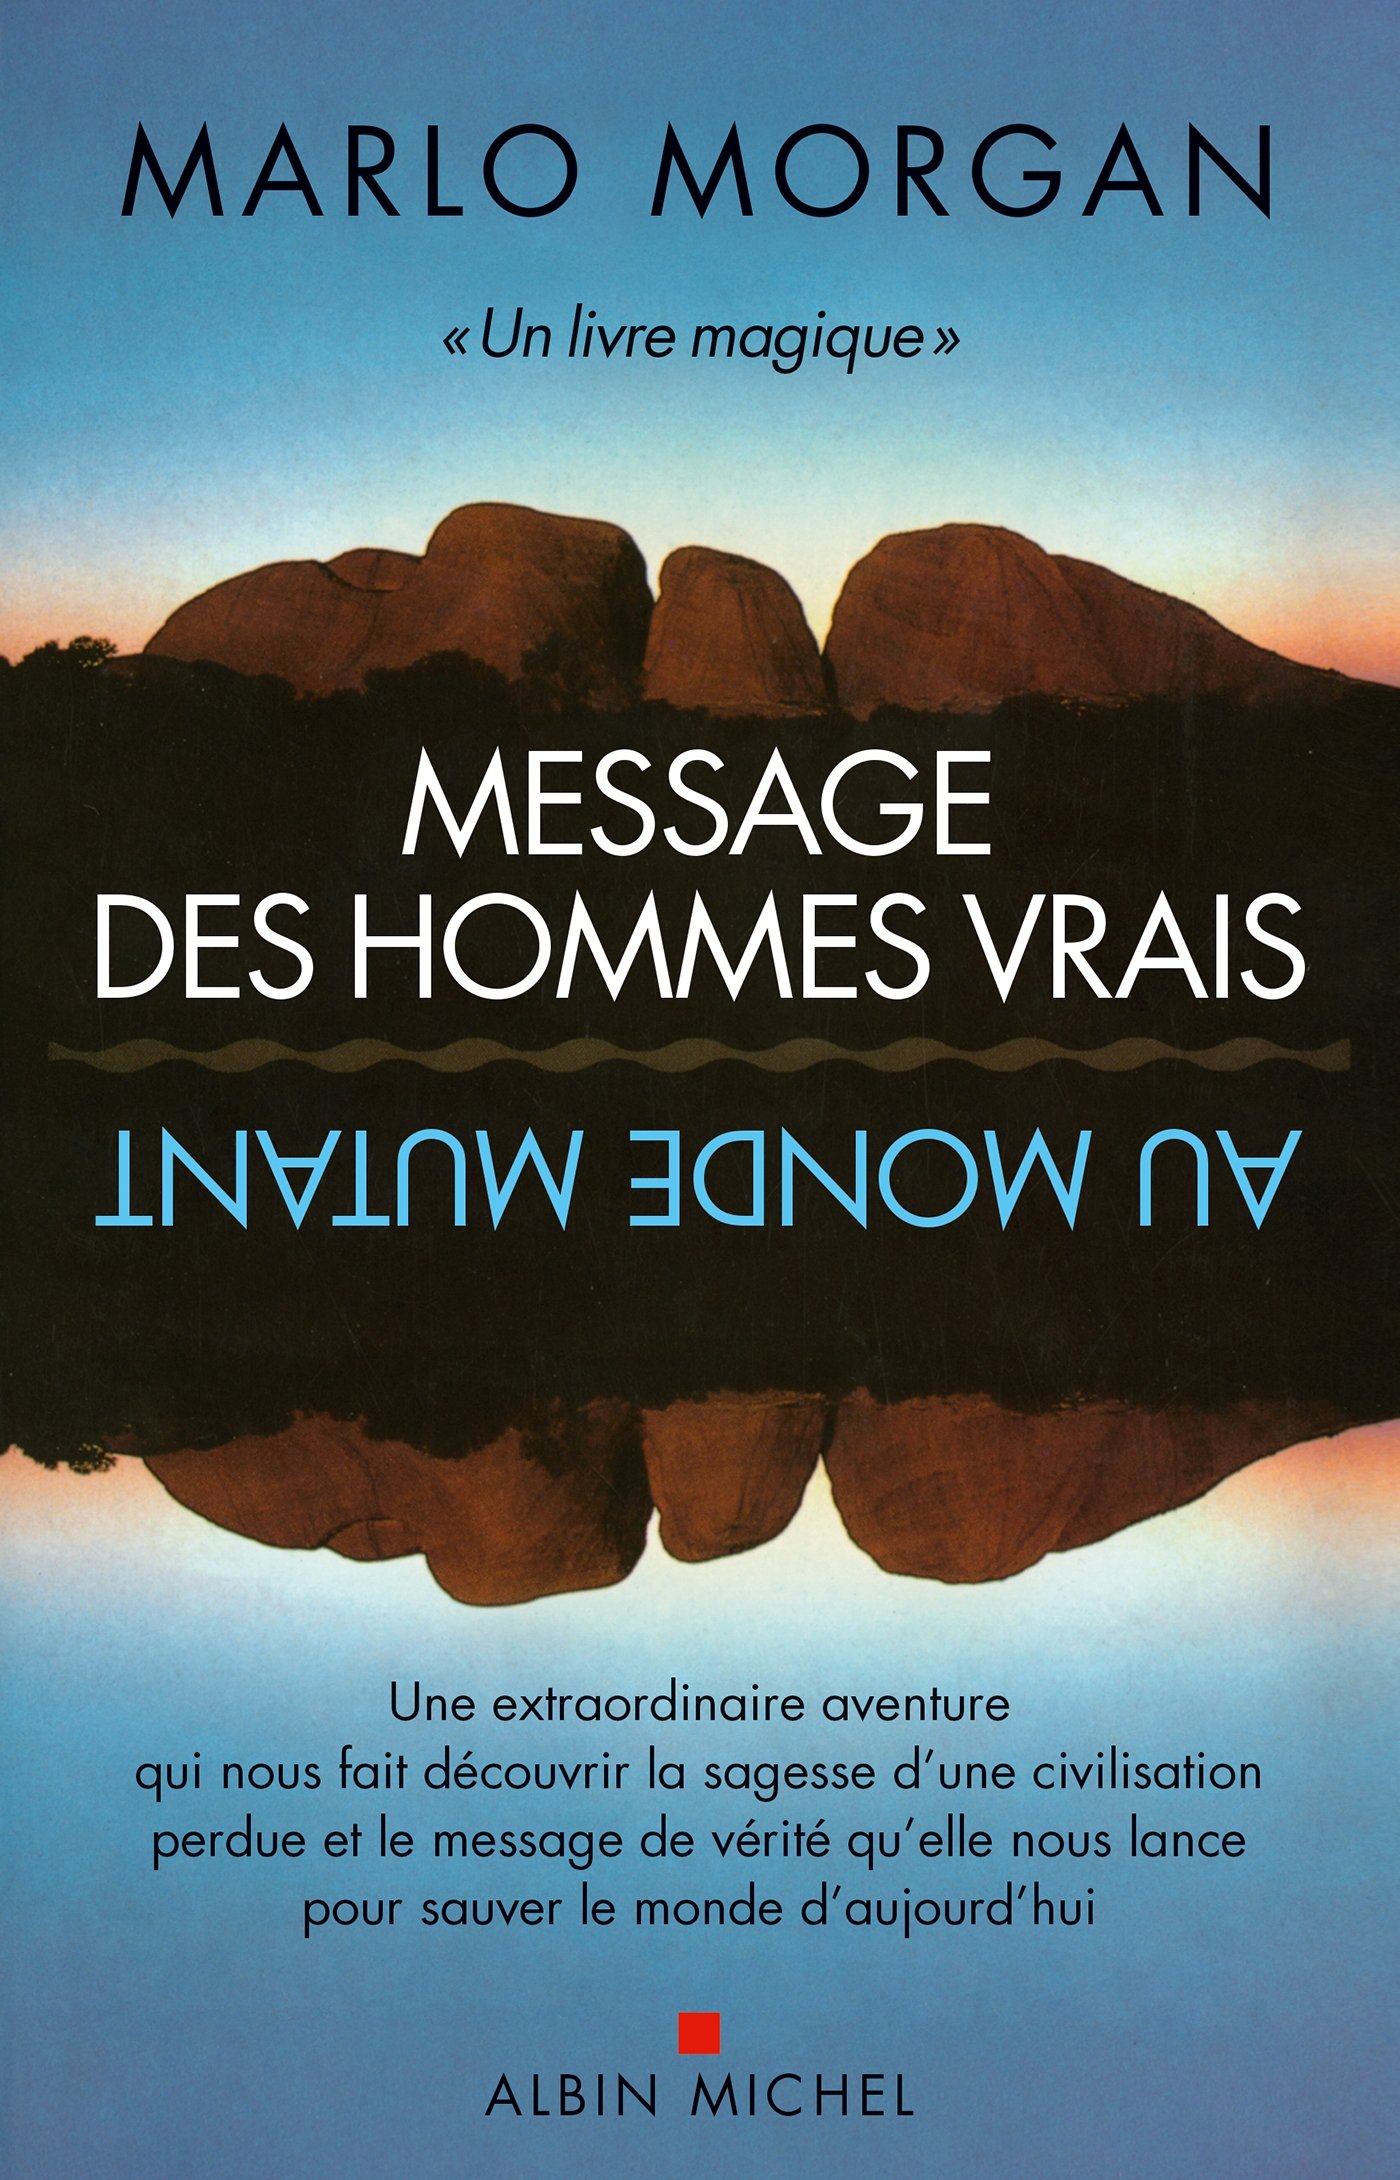 MARLO MORGAN
« Un livre magique »
MESSAGE
DES HOMMES VRAIS
AU MONDE MUTANT
Une extraordinaire aventure
qui nous fait découvrir la sagesse d’une civilisation
perdue et le message de vérité qu’elle nous lance
pour sauver le monde d’aujourd’hui
ALBIN MICHEL